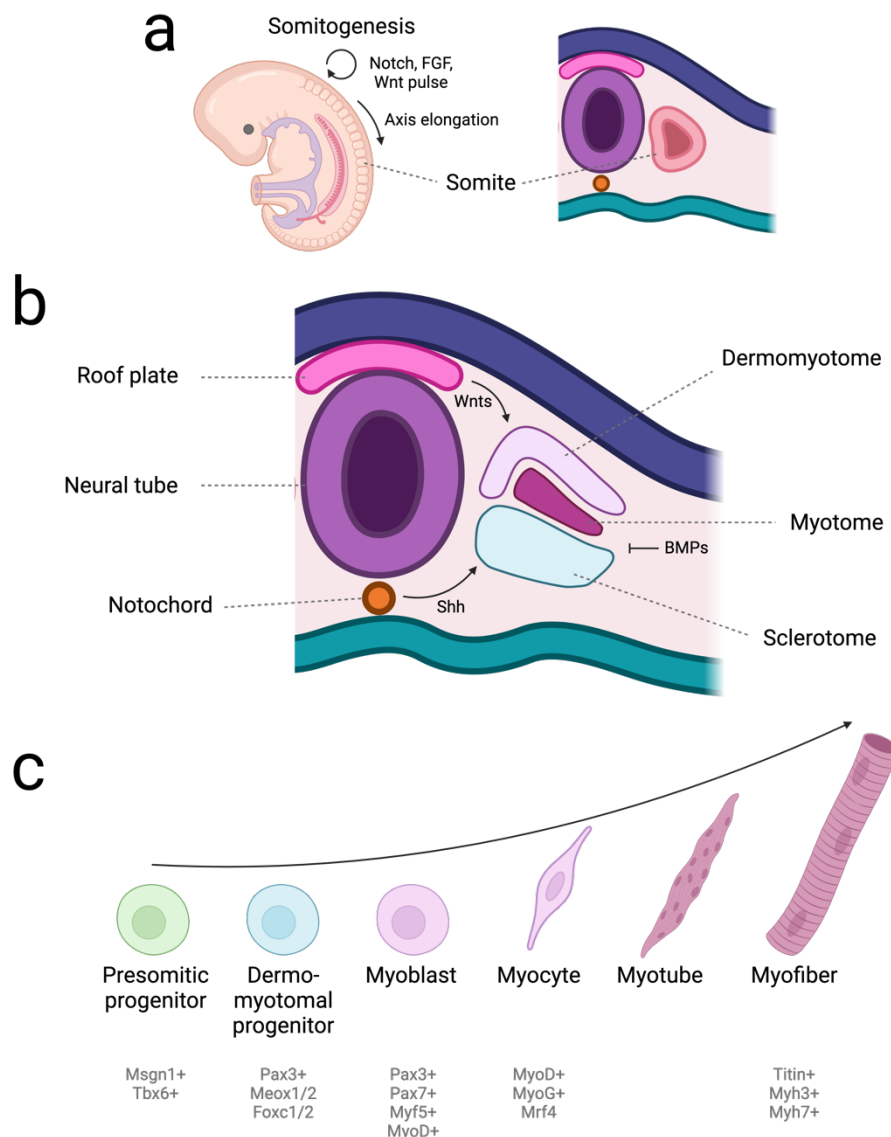 a
Somitogenesis
Notch, FGF,
Wnt pulse
Axis elongation
Somite
b
Roof plate
Neural tube
Notochord
Wnts
Shh
Dermomyotome
Myotome
BMPs
Sclerotome
c
Presomitic
progenitor
Dermo-
myotomal
progenitor
Myoblast
Myocyte
Myotube
Myofiber
Msgn1+
Tbx6+
Pax3+
Meox1/2
Foxc1/2
Pax3+
Pax7+
Myf5+
MyoD+
MyoD+
MyoG+
Mrf4
Titin+
Myh3+
Myh7+